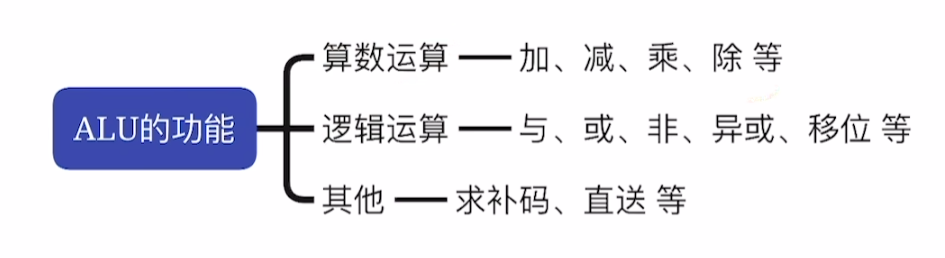 ALU的功能
算数运算 加、减、乘、除 等
逻辑运算 与、或、非、异或、移位 等
其他 求补码、直送 等